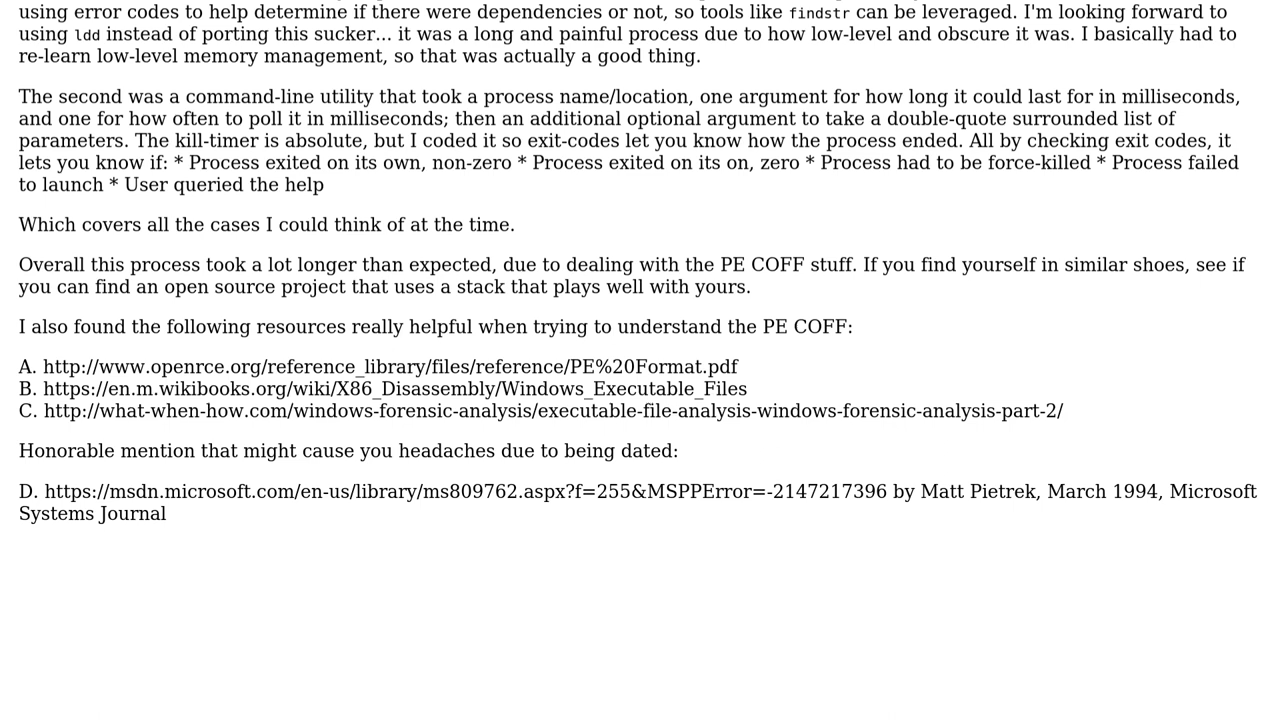 using error codes to help determine if there were dependencies or not, so tools like findstr can be leveraged. I'm looking forward to
using ldd instead of porting this sucker... it was a long and painful process due to how low-level and obscure it was. I basically had to
re-learn low-level memory management, so that was actually a good thing.
The second was a command-line utility that took a process name/location, one argument for how long it could last for in milliseconds,
and one for how often to poll it in milliseconds; then an additional optional argument to take a double-quote surrounded list of
parameters. The kill-timer is absolute, but I coded it so exit-codes let you know how the process ended. All by checking exit codes, it
lets you know if: * Process exited on its own, non-zero * Process exited on its on, zero * Process had to be force-killed * Process failed
to launch * User queried the help
Which covers all the cases I could think of at the time.
Overall this process took a lot longer than expected, due to dealing with the PE COFF stuff. If you find yourself in similar shoes, see if
you can find an open source project that uses a stack that plays well with yours.
I also found the following resources really helpful when trying to understand the PE COFF:
A. http://www.openrce.org/reference_library/files/reference/PE%20Format.pdf
B. https://en.m.wikibooks.org/wiki/X86_Disassembly/Windows_Executable_Files
C. http://what-when-how.com/windows-forensic-analysis/executable-file-analysis-windows-forensic-analysis-part-2/
Honorable mention that might cause you headaches due to being dated:
D. https://msdn.microsoft.com/en-us/library/ms809762.aspx?f=255&MSPPError=-2147217396 by Matt Pietrek, March 1994, Microsoft
Systems Journal